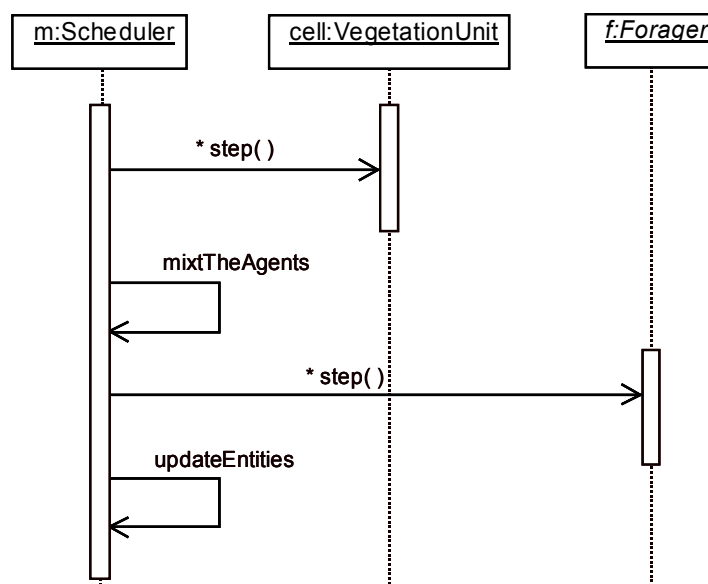 m:Scheduler
cell:VegetationUnit
f:Forager
* step( )
mixtTheAgents
* step( )
updateEntities